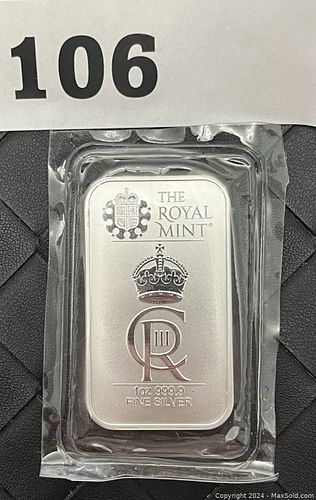 106
THE
ROYAL
MINT®
CR
III
1oz 999.9
FINE SILVER
Copyright 2024 - MaxSold.com